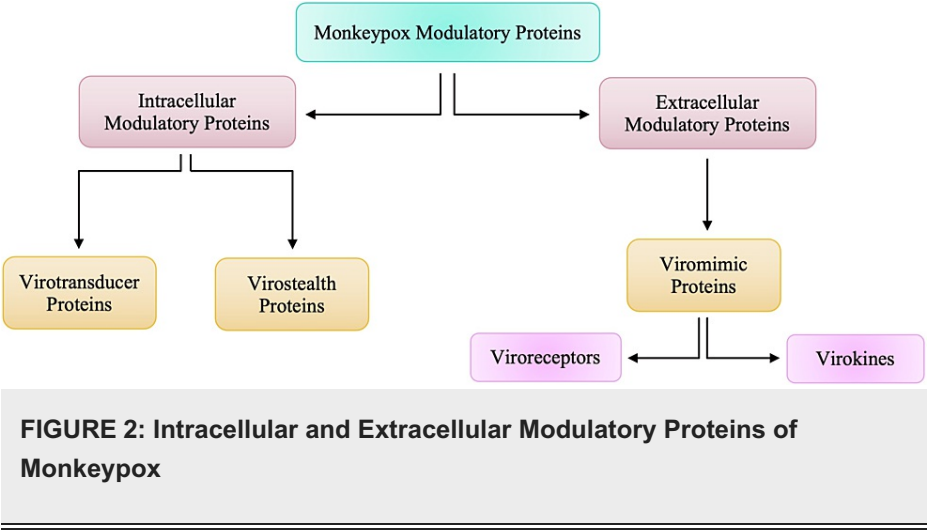 Monkeypox Modulatory Proteins
Intracellular
Modulatory Proteins
Extracellular
Modulatory Proteins
Virotransducer
Proteins
Virostealth
Proteins
Viromimic
Proteins
Viroreceptors
Virokines
FIGURE 2: Intracellular and Extracellular Modulatory Proteins of
Monkeypox